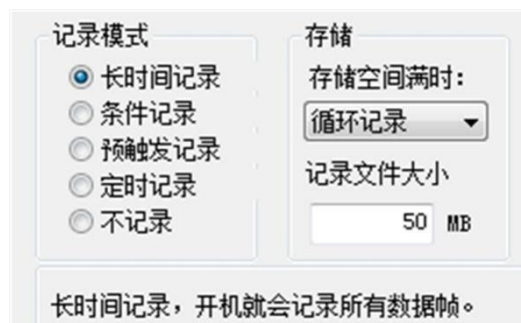 记录模式
长时间记录
条件记录
预触发记录
定时记录
不记录
存储
存储空间满时:
循环记录
记录文件大小
50 MB
长时间记录，开机就会记录所有数据帧。